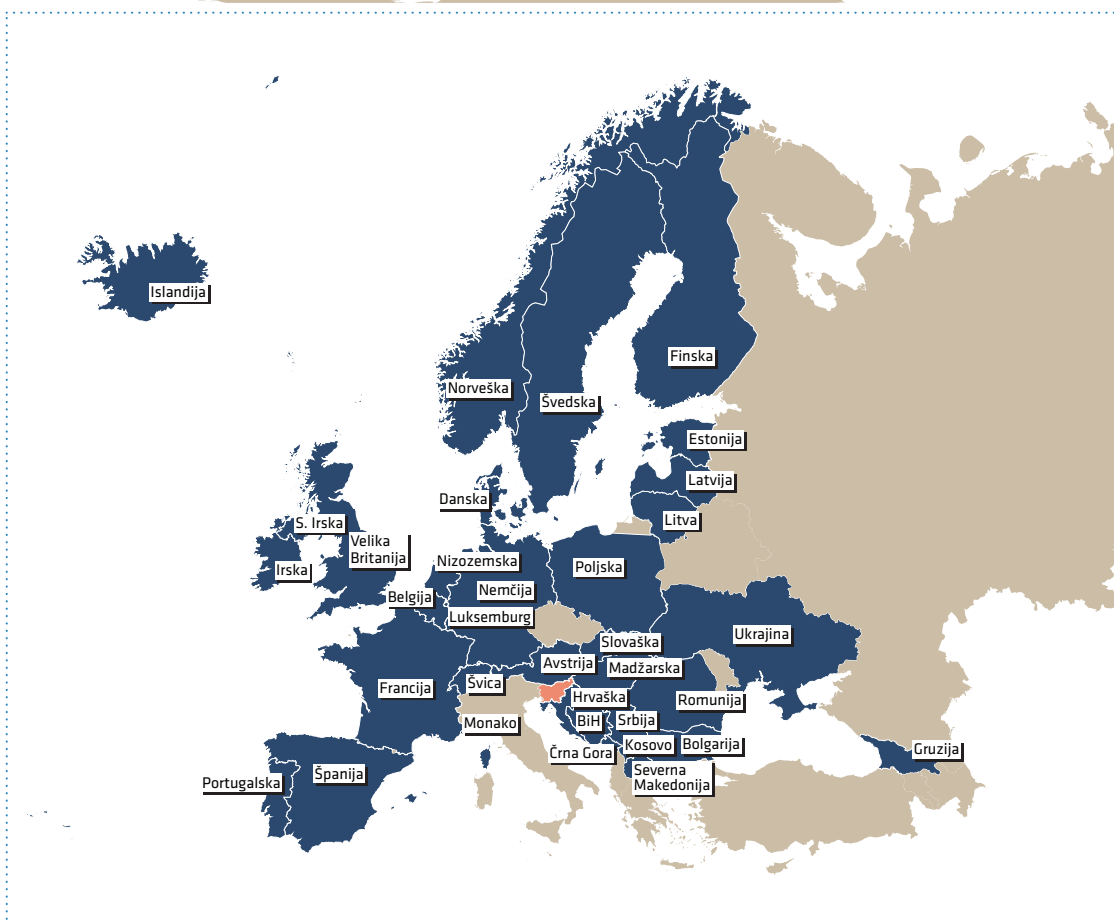 Islandija
Finska
Norveška
Švedska
Estonija
Latvija
Danska
Litva
S. Irska
Velika
Britanija
Irska
Nizozemska
Poljska
Nemčija
Belgija
Luksemburg
Ukrajina
Slovaška
Avstrija
Madžarska
Švica
Francija
Hrvaška
Romunija
Monako
BiH
Srbija
Črna Gora
Kosovo
Bolgarija
Gruzija
Severna
Makedonija
Španija
Portugalska